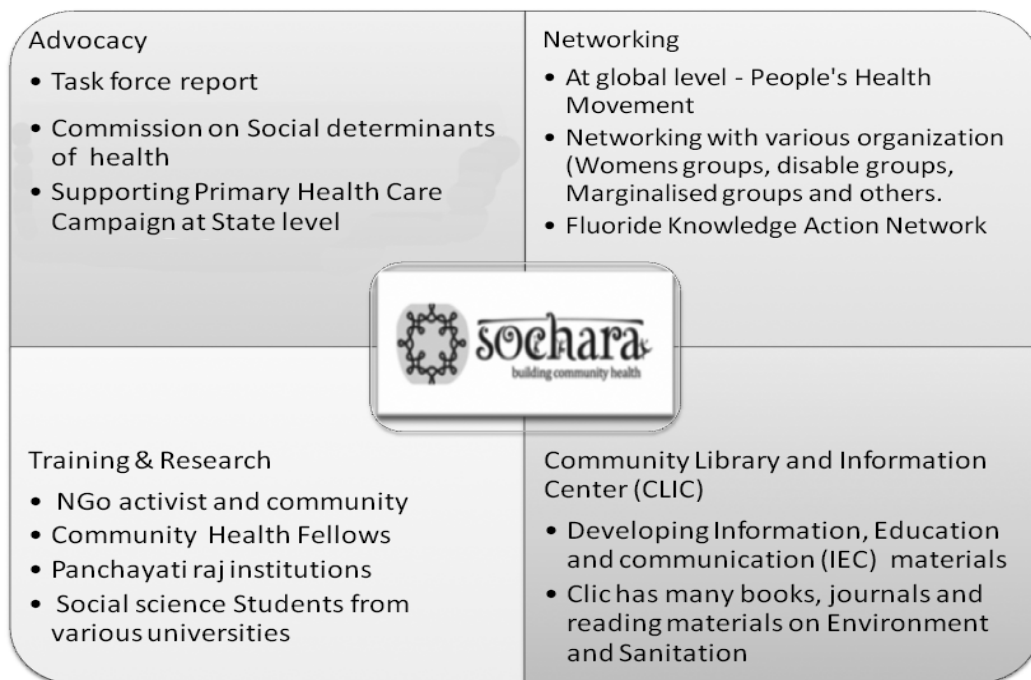 Advocacy
• Task force report
• Commission on Social determinants
of health
• Supporting Primary Health Care
Campaign at State level
Networking
• At global level - People's Health
Movement
• Networking with various organization
(Womens groups, disable groups,
Marginalised groups and others.
• Fluoride Knowledge Action Network
sochara
building community health
Training & Research
• NGo activist and community
• Community Health Fellows
• Panchayati raj institutions
• Social science Students from
various universities
Community Library and Information
Center (CLIC)
• Developing Information, Education
and communication (IEC) materials
• Clic has many books, journals and
reading materials on Environment
and Sanitation